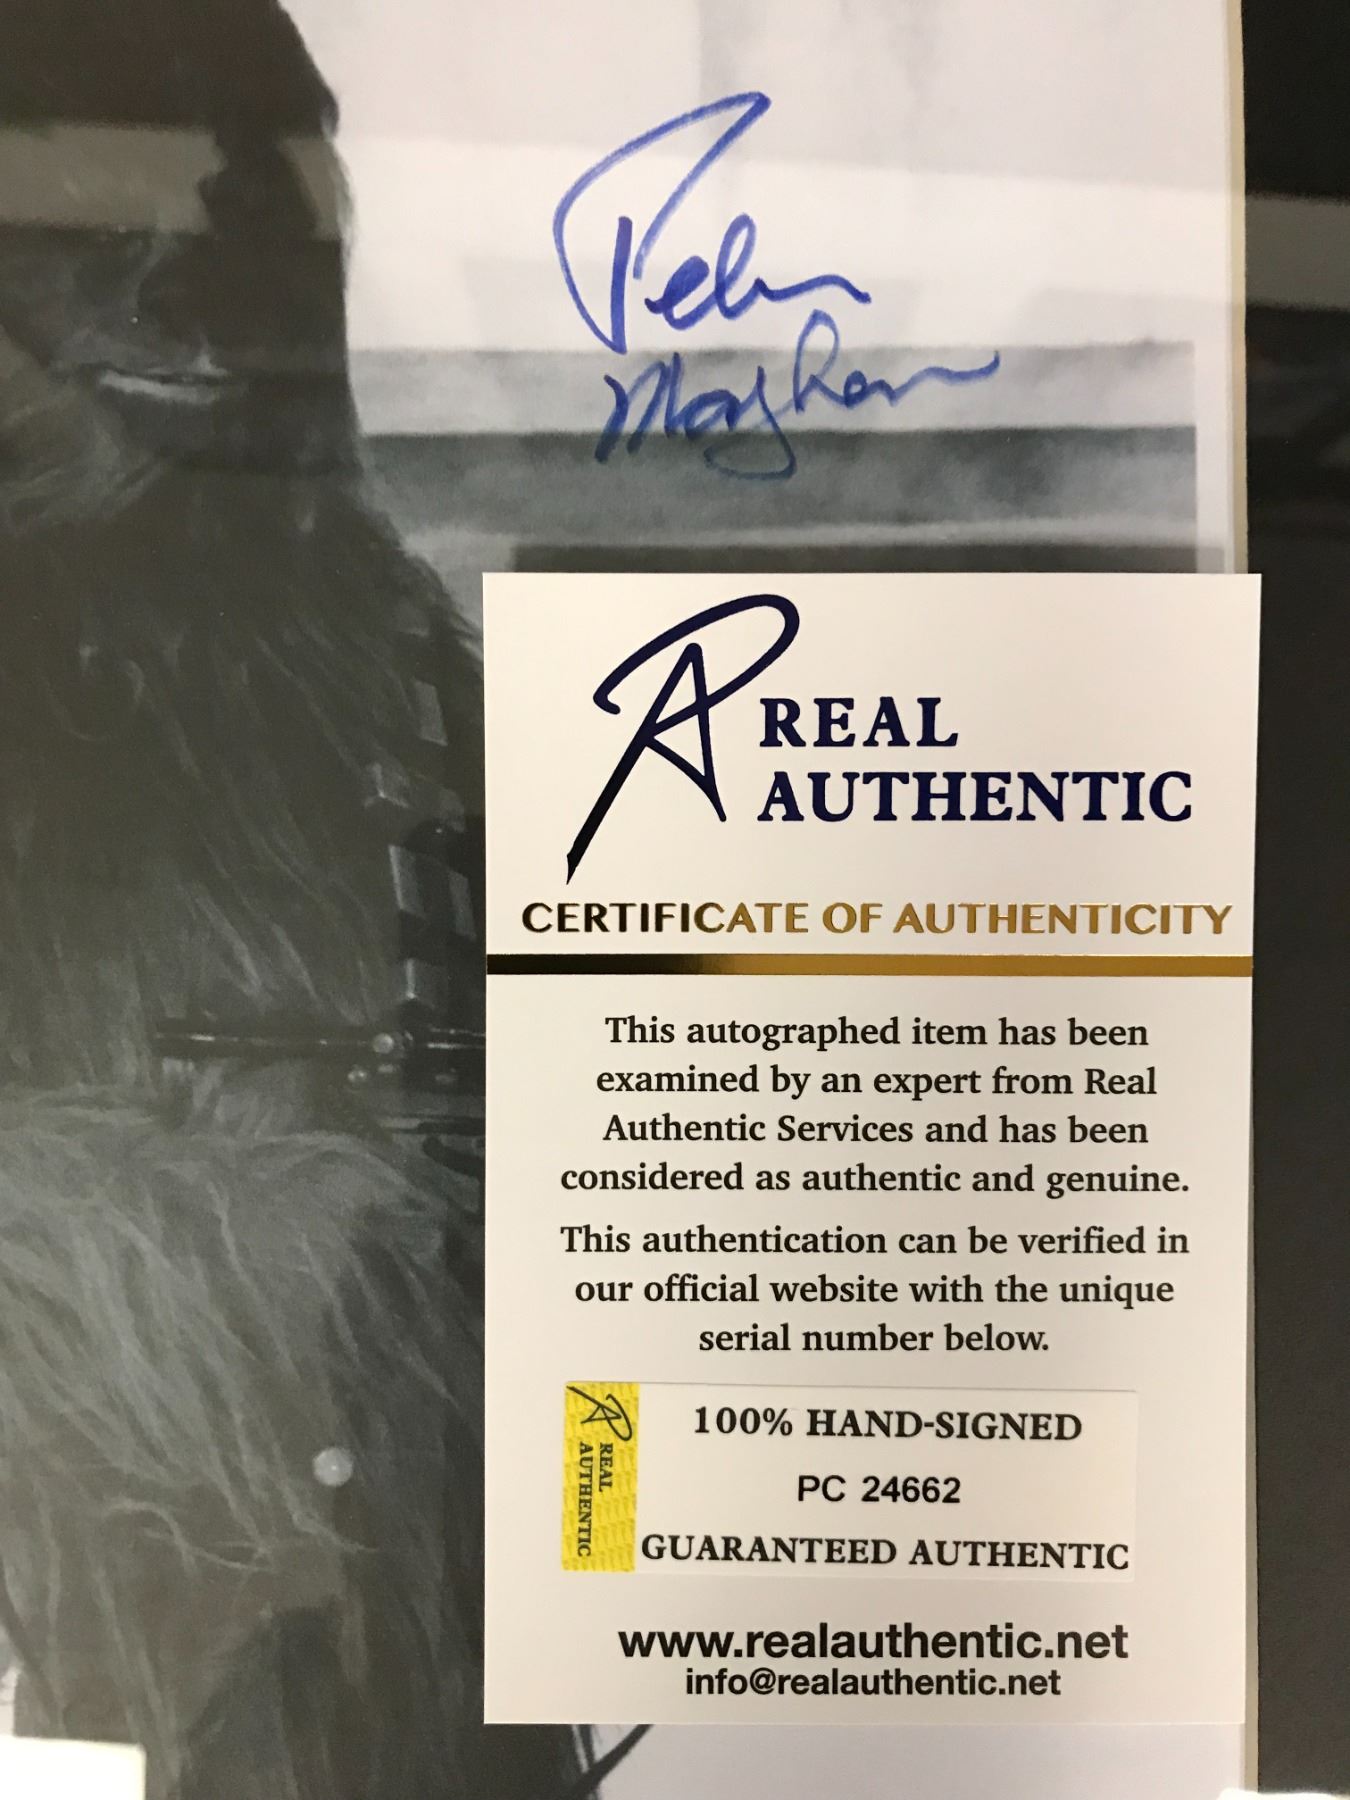 Peter
Mayhew
REAL
AUTHENTIC
CERTIFICATE OF AUTHENTICITY
This autographed item has been
examined by an expert from Real
Authentic Services and has been
considered as authentic and genuine.
This authentication can be verified in
our official website with the unique
serial number below.
REAL
AUTHENTIC
100% HAND-SIGNED
PC 24662
GUARANTEED AUTHENTIC
www.realauthentic.net
info@realauthentic.net